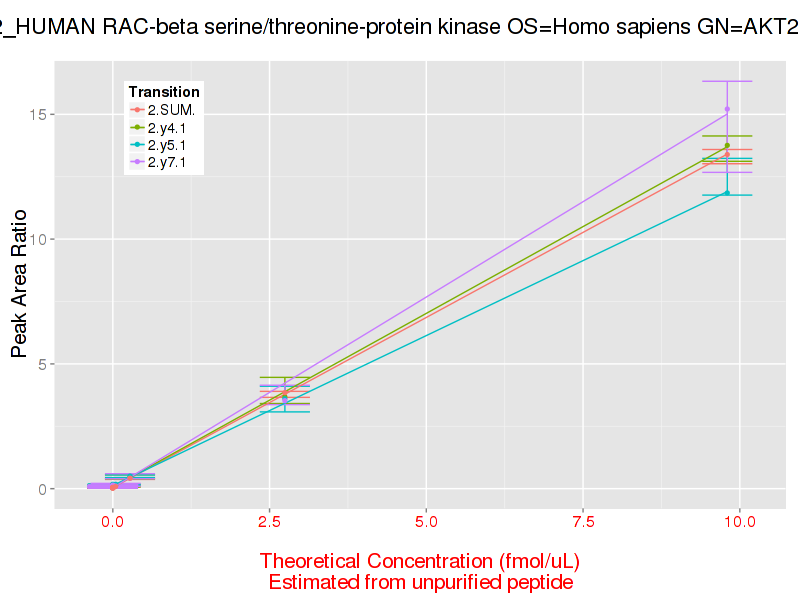 2_HUMAN RAC-beta serine/threonine-protein kinase OS=Homo sapiens GN=AKT2
Transition
2.SUM.
2.y4.1
2.y5.1
2.y7.1
Peak Area Ratio
15
10
5
0
0.0 2.5 5.0 7.5 10.0
Theoretical Concentration (fmol/uL)
Estimated from unpurified peptide